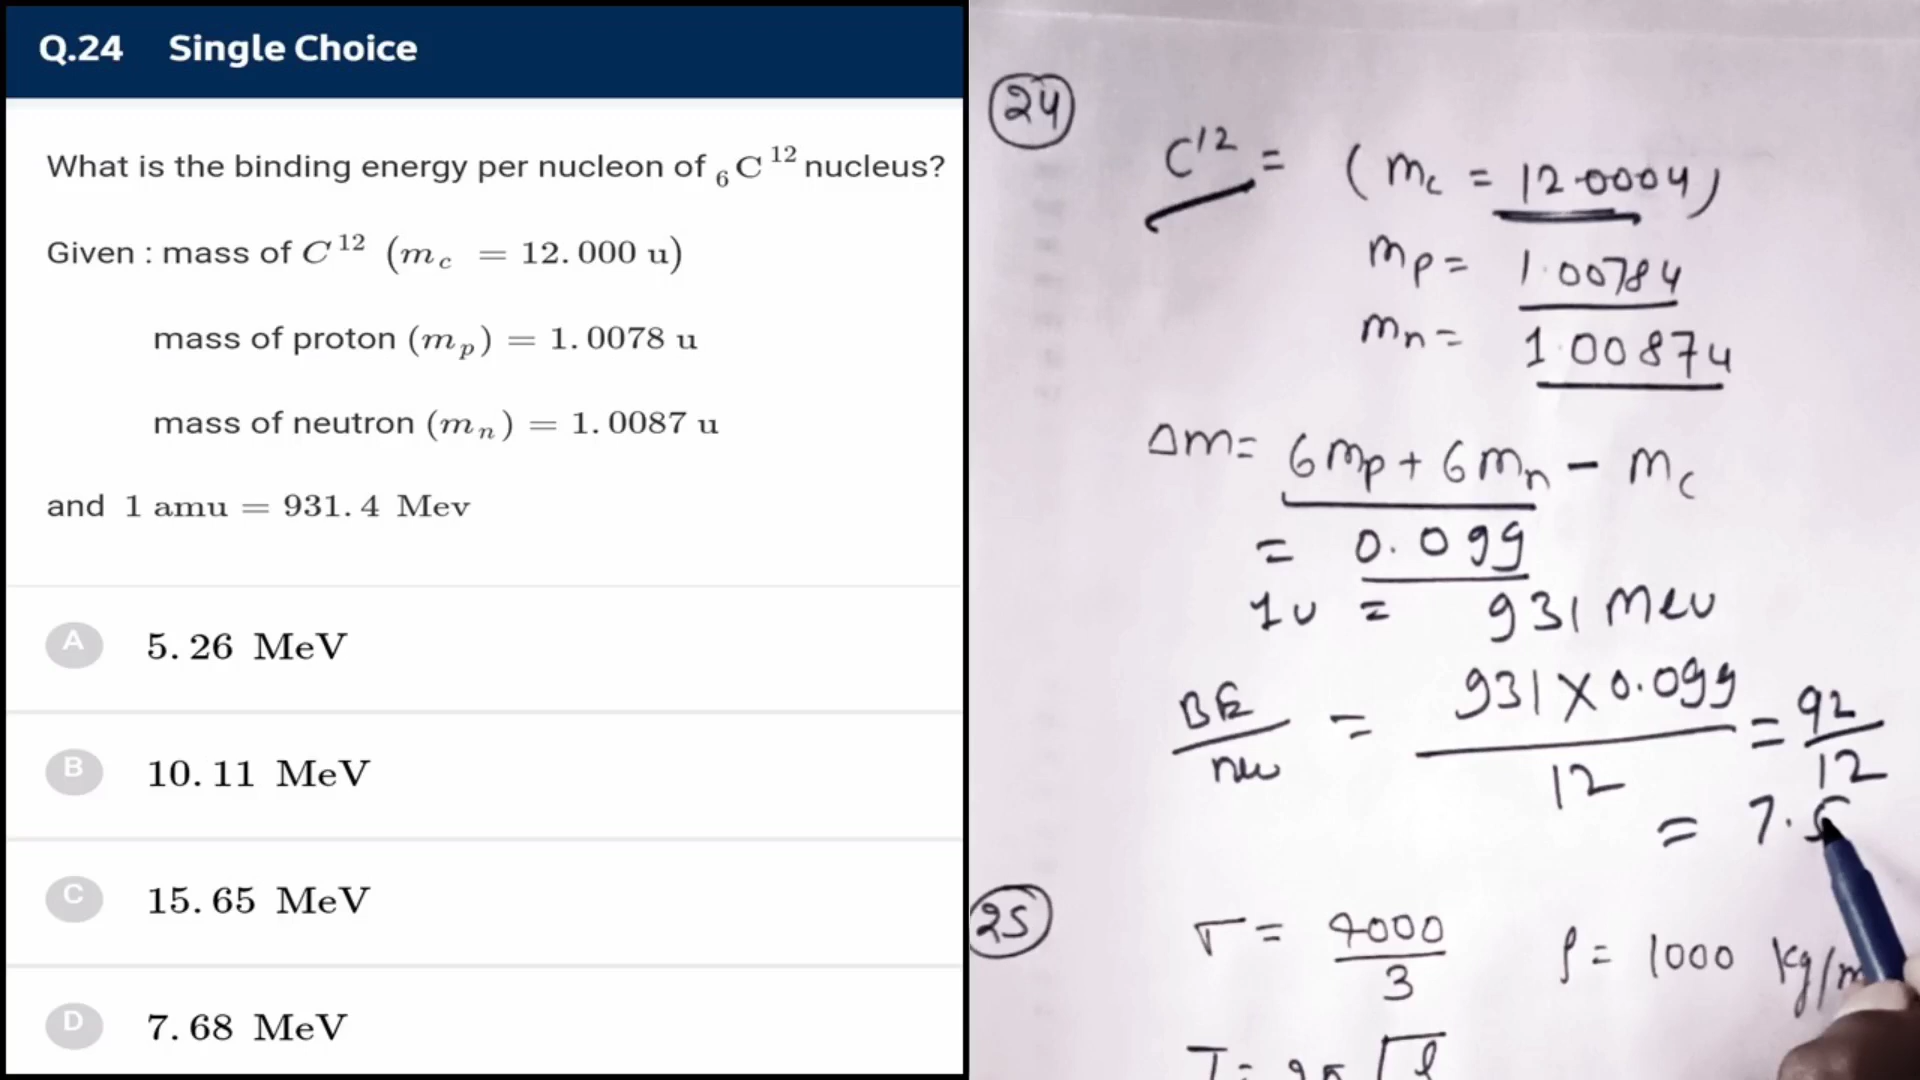 Q.24 Single Choice
What is the binding energy per nucleon of ₆C¹² nucleus?
Given : mass of C¹² (m_c = 12.000 u)
mass of proton (m_p) = 1.0078 u
mass of neutron (m_n) = 1.0087 u
and 1 amu = 931.4 Mev
A 5.26 MeV
B 10.11 MeV
C 15.65 MeV
D 7.68 MeV
24
C¹² = (m_c = 12.000u)
m_p = 1.0078u
m_n = 1.0087u
Δm = 6m_p + 6m_n − m_c
= 0.099
1u = 931 Mev
BE/nu = 931 × 0.099/12 = 92/12
= 7.
25
T = 4000/3 ρ = 1000 kg/m